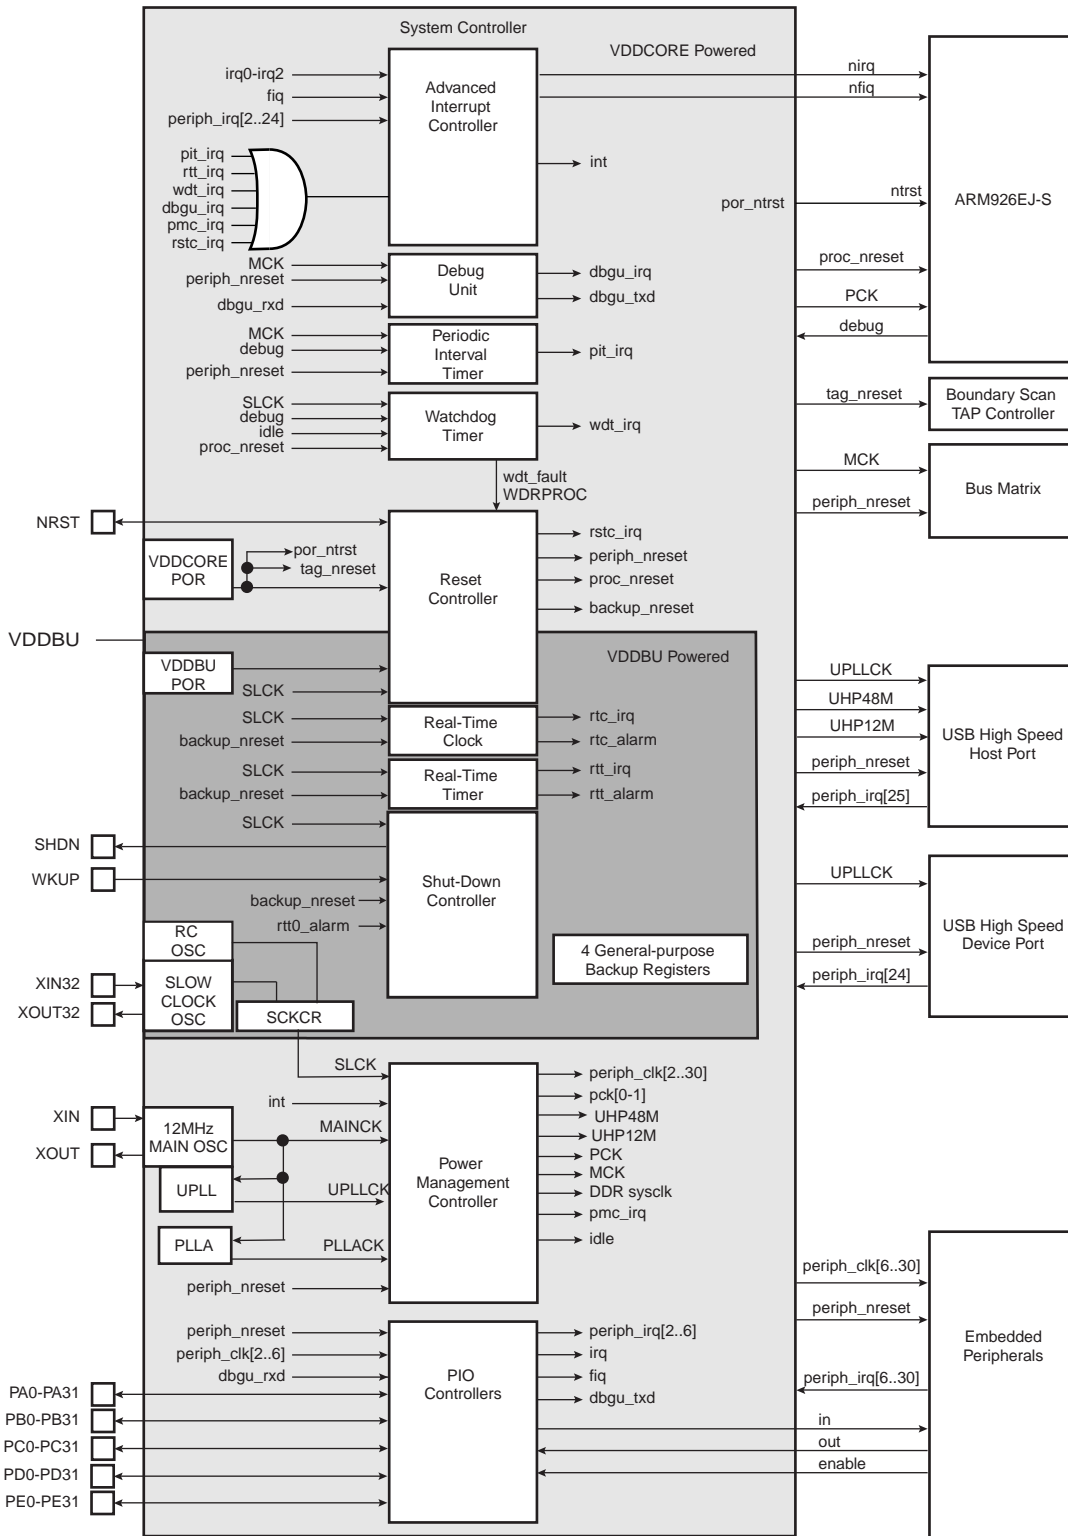 System Controller
VDDCORE Powered
irq0-irq2
fiq
periph_irq[2..24]
pit_irq
rtt_irq
wdt_irq
dbgu_irq
pmc_irq
rstc_irq
Advanced
Interrupt
Controller
int
nirq
nfiq
por_ntrst
ntrst
proc_nreset
PCK
debug
ARM926EJ-S
MCK
periph_nreset
dbgu_rxd
Debug
Unit
dbgu_irq
dbgu_txd
MCK
debug
periph_nreset
Periodic
Interval
Timer
pit_irq
SLCK
debug
idle
proc_nreset
Watchdog
Timer
wdt_irq
wdt_fault
WDRPROC
tag_nreset
Boundary Scan
TAP Controller
MCK
periph_nreset
Bus Matrix
NRST
VDDCORE
POR
por_ntrst
tag_nreset
Reset
Controller
rstc_irq
periph_nreset
proc_nreset
backup_nreset
VDDBU
VDDBU Powered
VDDBU
POR
SLCK
SLCK
backup_nreset
Real-Time
Clock
rtc_irq
rtc_alarm
SLCK
backup_nreset
Real-Time
Timer
rtt_irq
rtt_alarm
SLCK
SHDN
WKUP
backup_nreset
rtt0_alarm
Shut-Down
Controller
4 General-purpose
Backup Registers
RC
OSC
XIN32
XOUT32
SLOW
CLOCK
OSC
SCKCR
UPLLCK
UHP48M
UHP12M
periph_nreset
periph_irq[25]
USB High Speed
Host Port
UPLLCK
periph_nreset
periph_irq[24]
USB High Speed
Device Port
SLCK
int
XIN
XOUT
12MHz
MAIN OSC
MAINCK
UPLL
UPLLCK
PLLA
PLLACK
periph_nreset
Power
Management
Controller
periph_clk[2..30]
pck[0-1]
UHP48M
UHP12M
PCK
MCK
DDR sysclk
pmc_irq
idle
periph_nreset
periph_clk[2..6]
dbgu_rxd
PA0-PA31
PB0-PB31
PC0-PC31
PD0-PD31
PE0-PE31
PIO
Controllers
periph_irq[2..6]
irq
fiq
dbgu_txd
periph_clk[6..30]
periph_nreset
periph_irq[6..30]
in
out
enable
Embedded
Peripherals